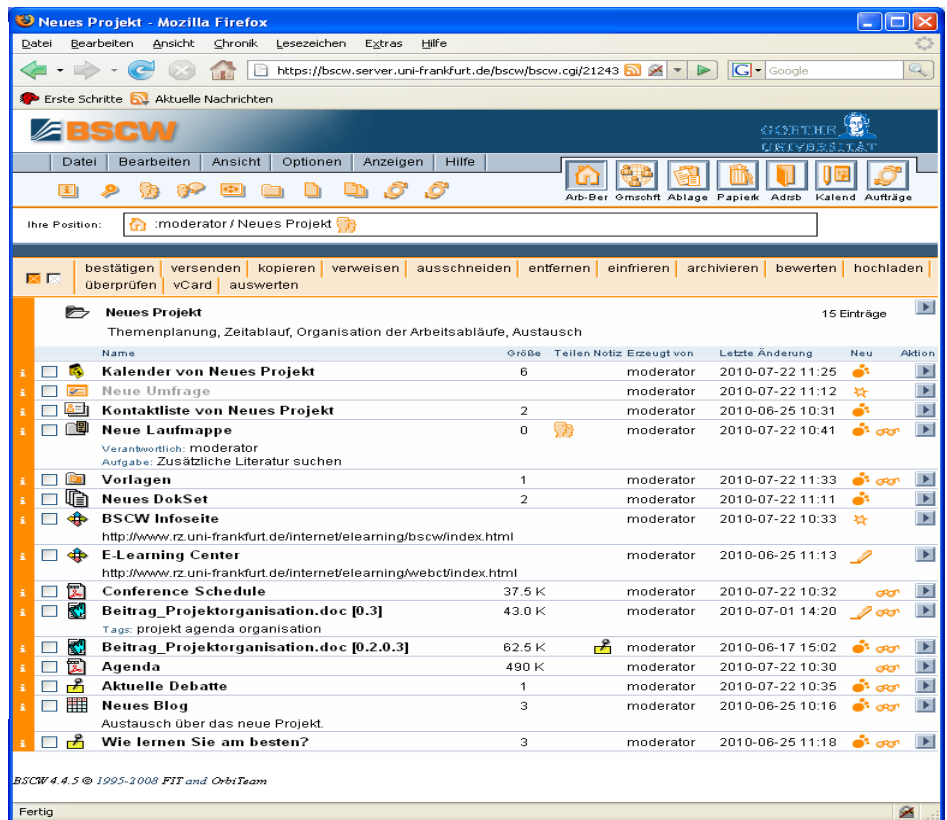 Neues Projekt - Mozilla Firefox
Datei Bearbeiten Ansicht Chronik Lesezeichen Extras Hilfe
https://bscw.server.uni-frankfurt.de/bscw/bscw.cgi/21243 G Google
Erste Schritte Aktuelle Nachrichten
BSCW
GOETHE
UNIVERSITÄT
Datei Bearbeiten Ansicht Optionen Anzeigen Hilfe
Arb-Ber Gmschft Ablage Papierk Adrsb Kalend Aufträge
Ihre Position: :moderator / Neues Projekt
bestätigen versenden kopieren verweisen ausschneiden entfernen einfrieren archivieren bewerten hochladen
überprüfen vCard auswerten
Neues Projekt 15 Einträge
Themenplanung, Zeitablauf, Organisation der Arbeitsabläufe, Austausch
Name Größe Teilen Notiz Erzeugt von Letzte Änderung Neu Aktion
Kalender von Neues Projekt 6 moderator 2010-07-22 11:25
Neue Umfrage moderator 2010-07-22 11:12
Kontaktliste von Neues Projekt 2 moderator 2010-06-25 10:31
Neue Laufmappe 0 moderator 2010-07-22 10:41
Verantwortlich: moderator
Aufgabe: Zusätzliche Literatur suchen
Vorlagen 1 moderator 2010-07-22 11:33
Neues DokSet 2 moderator 2010-07-22 11:11
BSCW Infoseite moderator 2010-07-22 10:33
http://www.rz.uni-frankfurt.de/internet/elearning/bscw/index.html
E-Learning Center moderator 2010-06-25 11:13
http://www.rz.uni-frankfurt.de/internet/elearning/webct/index.html
Conference Schedule 37.5 K moderator 2010-07-22 10:32
Beitrag_Projektorganisation.doc [0.3] 43.0 K moderator 2010-07-01 14:20
Tags: projekt agenda organisation
Beitrag_Projektorganisation.doc [0.2.0.3] 62.5 K moderator 2010-06-17 15:02
Agenda 490 K moderator 2010-07-22 10:30
Aktuelle Debatte 1 moderator 2010-07-22 10:35
Neues Blog 3 moderator 2010-06-25 10:16
Austausch über das neue Projekt.
Wie lernen Sie am besten? 3 moderator 2010-06-25 11:18
BSCW 4.4.5 © 1995-2008 FIT and OrbiTeam
Fertig